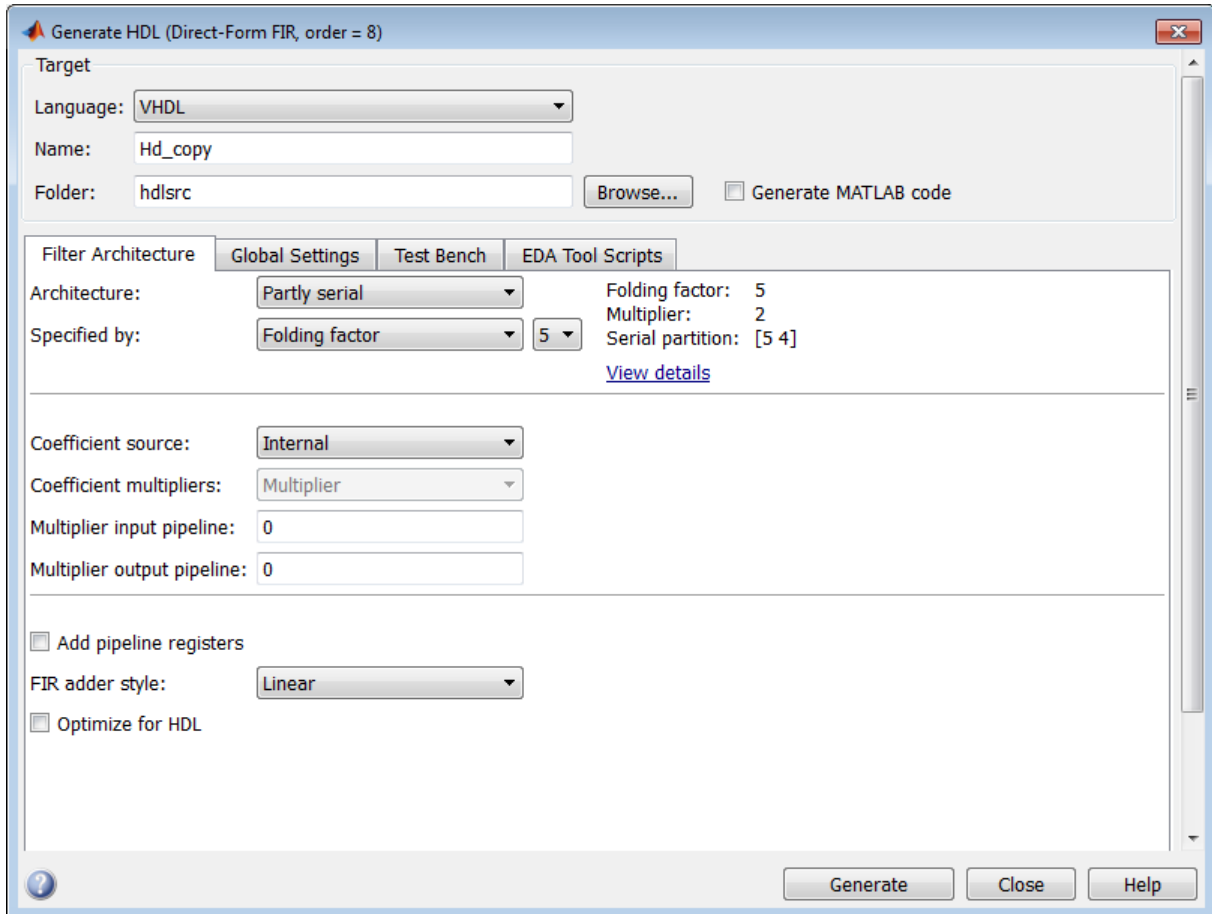 Generate HDL (Direct-Form FIR, order = 8)
Target
Language: VHDL
Name: Hd_copy
Folder: hdlsrc Browse... Generate MATLAB code
Filter Architecture Global Settings Test Bench EDA Tool Scripts
Architecture: Partly serial Folding factor: 5
Multiplier: 2
Specified by: Folding factor 5 Serial partition: [5 4]
View details
Coefficient source: Internal
Coefficient multipliers: Multiplier
Multiplier input pipeline: 0
Multiplier output pipeline: 0
Add pipeline registers
FIR adder style: Linear
Optimize for HDL
? Generate Close Help